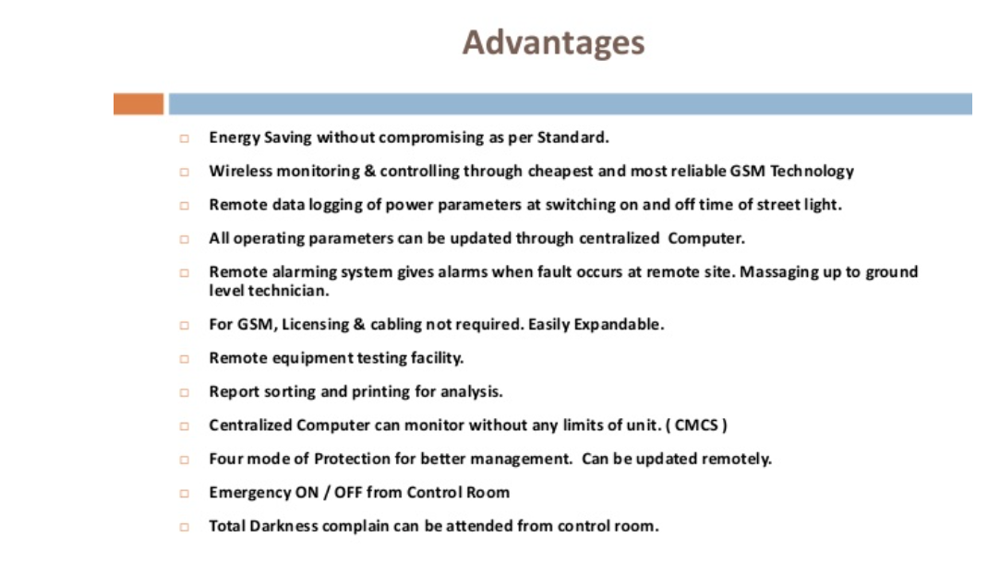 Advantages
Energy Saving without compromising as per Standard.
Wireless monitoring & controlling through cheapest and most reliable GSM Technology
Remote data logging of power parameters at switching on and off time of street light.
All operating parameters can be updated through centralized  Computer.
Remote alarming system gives alarms when fault occurs at remote site. Massaging up to ground
level technician.
For GSM, Licensing & cabling not required. Easily Expandable.
Remote equipment testing facility.
Report sorting and printing for analysis.
Centralized Computer can monitor without any limits of unit. ( CMCS )
Four mode of Protection for better management.  Can be updated remotely.
Emergency ON / OFF from Control Room
Total Darkness complain can be attended from control room.